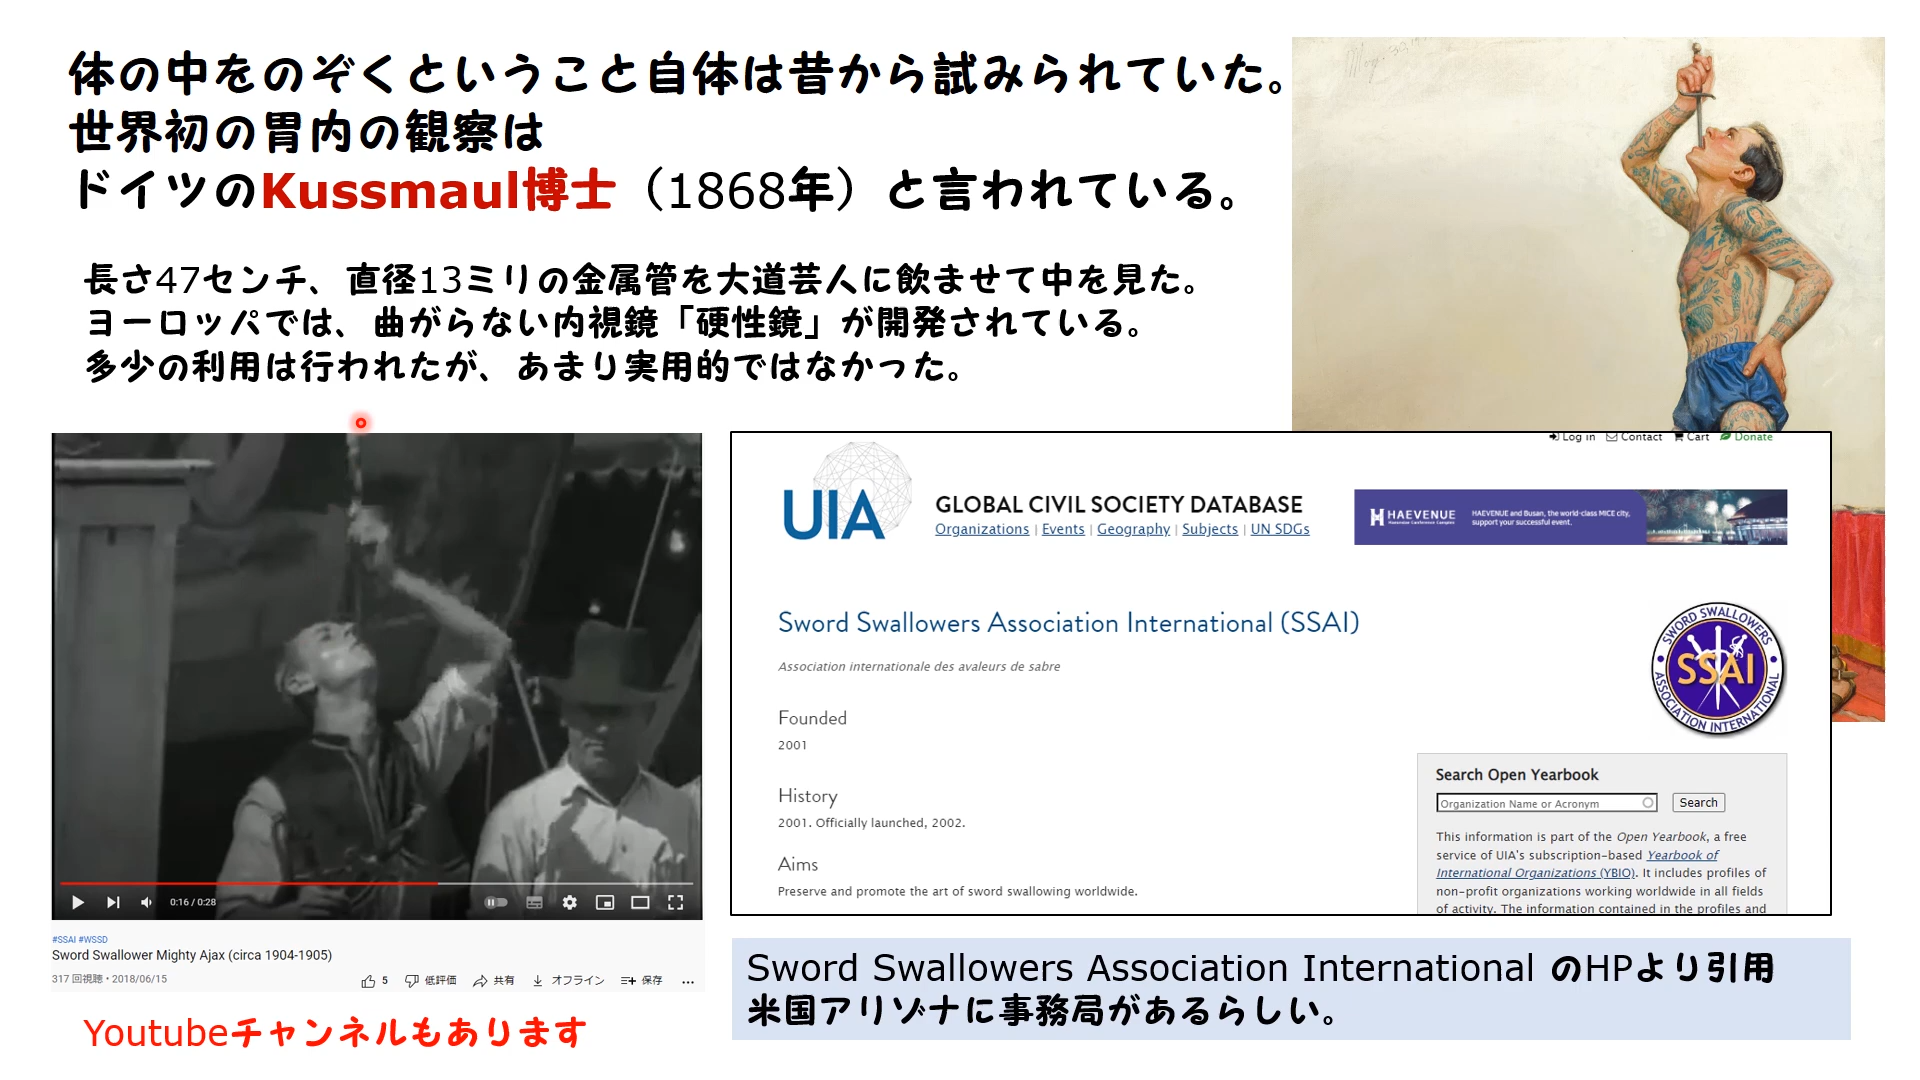 体の中をのぞくということ自体は昔から試みられていた。
世界初の胃内の観察は
ドイツのKussmaul博士（1868年）と言われている。
長さ47センチ、直径13ミリの金属管を大道芸人に飲ませて中を見た。
ヨーロッパでは、曲がらない内視鏡「硬性鏡」が開発されている。
多少の利用は行われたが、あまり実用的ではなかった。
0:16 / 0:28
#SSAI #WSSD
Sword Swallower Mighty Ajax (circa 1904-1905)
317 回視聴・2018/06/15
5 低評価 共有 オフライン 保存 ...
Youtubeチャンネルもあります
Log in Contact Cart Donate
UIA
GLOBAL CIVIL SOCIETY DATABASE
Organizations | Events | Geography | Subjects | UN SDGs
HAEVENUE
HAEVENUE and Busan, the world-class MICE city,
support your successful event.
Sword Swallowers Association International (SSAI)
Association internationale des avaleurs de sabre
Founded
2001
History
2001. Officially launched, 2002.
Aims
Preserve and promote the art of sword swallowing worldwide.
SWORD SWALLOWERS
SSAI
ASSOCIATION INTERNATIONAL
Search Open Yearbook
Organization Name or Acronym Search
This information is part of the Open Yearbook, a free
service of UIA's subscription-based Yearbook of
International Organizations (YBIO). It includes profiles of
non-profit organizations working worldwide in all fields
of activity. The information contained in the profiles and
Sword Swallowers Association International のHPより引用
米国アリゾナに事務局があるらしい。